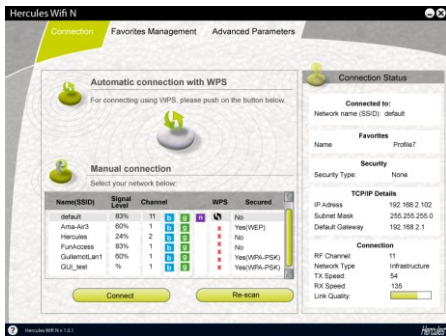 Hercules Wifi N
Connection Favorites Management Advanced Parameters
Automatic connection with WPS
For connecting using WPS, please push on the button below.
Manual connection
Select your network below:
Name(SSID) Signal Level Channel WPS Secured
default 83% 11 b g n No
Ama-Air3 60% 1 b g x Yes(WEP)
Hercules 24% 2 b g x No
FunAccess 83% 1 b g x No
GuillemotLan1 60% 1 b g x Yes(WPA-PSK)
GUI_test % 1 b g x Yes(WPA-PSK)
Connect Re-scan
Connection Status
Connected to:
Network name (SSID): default
Favorites
Name Profile7
Security
Security Type: None
TCP/IP Details
IP Adress 192.168.2.102
Subnet Mask 255.255.255.0
Default Gateway 192.168.2.1
Connection
RF Channel: 11
Network Type Infrastructure
TX Speed: 54
RX Speed: 135
Link Quality:
? Hercules Wifi N v 1.0.1 Hercules